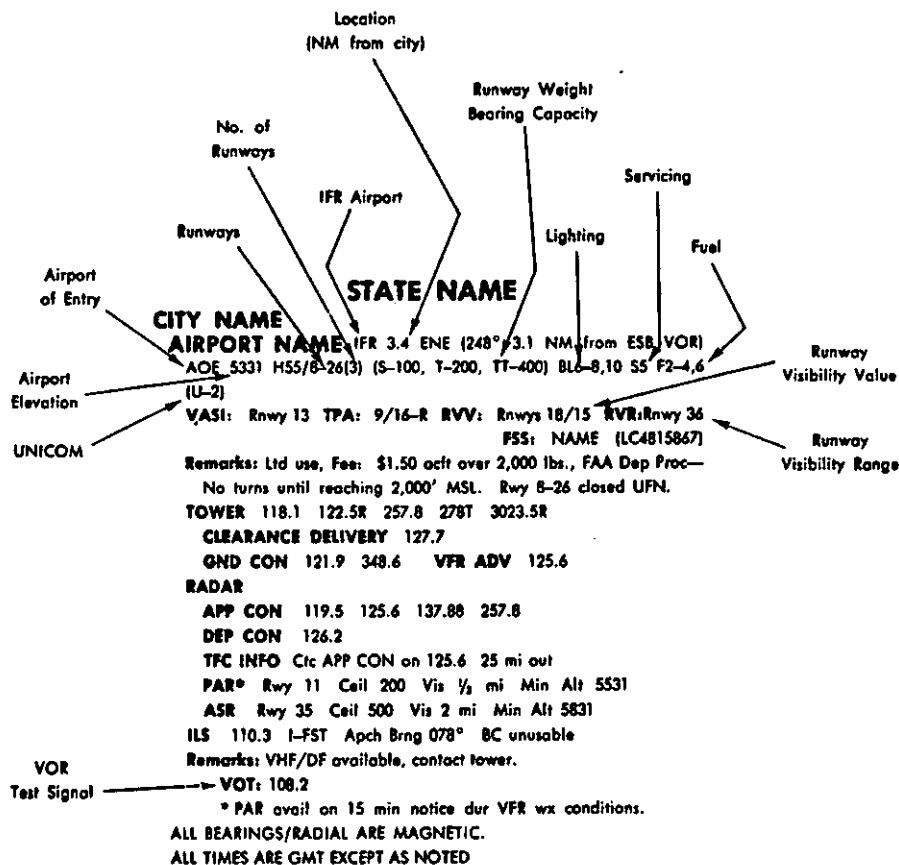 Location
(NM from city)
Runway Weight
Bearing Capacity
No. of
Runways
Servicing
IFR Airport
Runways
Lighting
Fuel
Airport
of Entry
STATE NAME
CITY NAME
AIRPORT NAME IFR 3.4 ENE (248° 3.1 NM from ESB VOR)
AOE 5331 H55/8-26(3) (S-100, T-200, TT-400) BL6-8,10 S5 F2-4,6
(U-2)
Runway
Visibility Value
Airport
Elevation
VASI: Rnwy 13 TPA: 9/16-R RVV: Rnwys 18/15 RVR: Rnwy 36
FSS: NAME (LC4815867)
UNICOM
Runway
Visibility Range
Remarks: Ltd use, Fee: $1.50 acft over 2,000 lbs., FAA Dep Proc—
No turns until reaching 2,000' MSL. Rwy 8-26 closed UFN.
TOWER 118.1 122.5R 257.8 278T 3023.5R
CLEARANCE DELIVERY 127.7
GND CON 121.9 348.6 VFR ADV 125.6
RADAR
APP CON 119.5 125.6 137.88 257.8
DEP CON 126.2
TFC INFO Ctc APP CON on 125.6 25 mi out
PAR* Rwy 11 Ceil 200 Vis ½ mi Min Alt 5531
ASR Rwy 35 Ceil 500 Vis 2 mi Min Alt 5831
ILS 110.3 I-FST Apch Brng 078° BC unusable
Remarks: VHF/DF available, contact tower.
VOR
Test Signal
VOT: 108.2
* PAR avail on 15 min notice dur VFR wx conditions.
ALL BEARINGS/RADIAL ARE MAGNETIC.
ALL TIMES ARE GMT EXCEPT AS NOTED